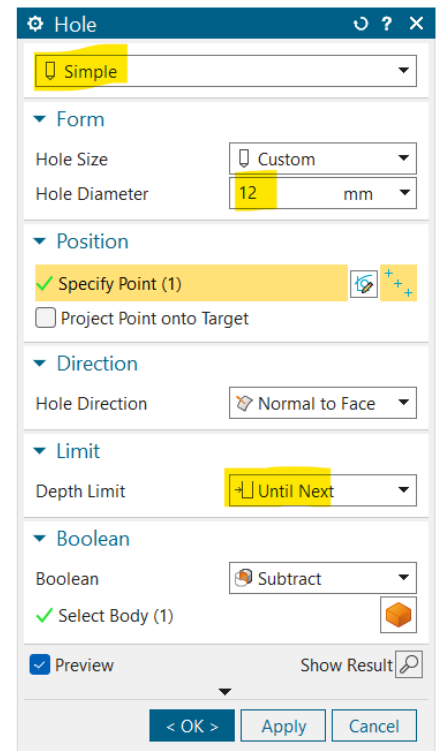 Hole ?
Simple
Form
Hole Size Custom
Hole Diameter 12 mm
Position
Specify Point (1)
Project Point onto Target
Direction
Hole Direction Normal to Face
Limit
Depth Limit Until Next
Boolean
Boolean Subtract
Select Body (1)
Preview Show Result
< OK > Apply Cancel